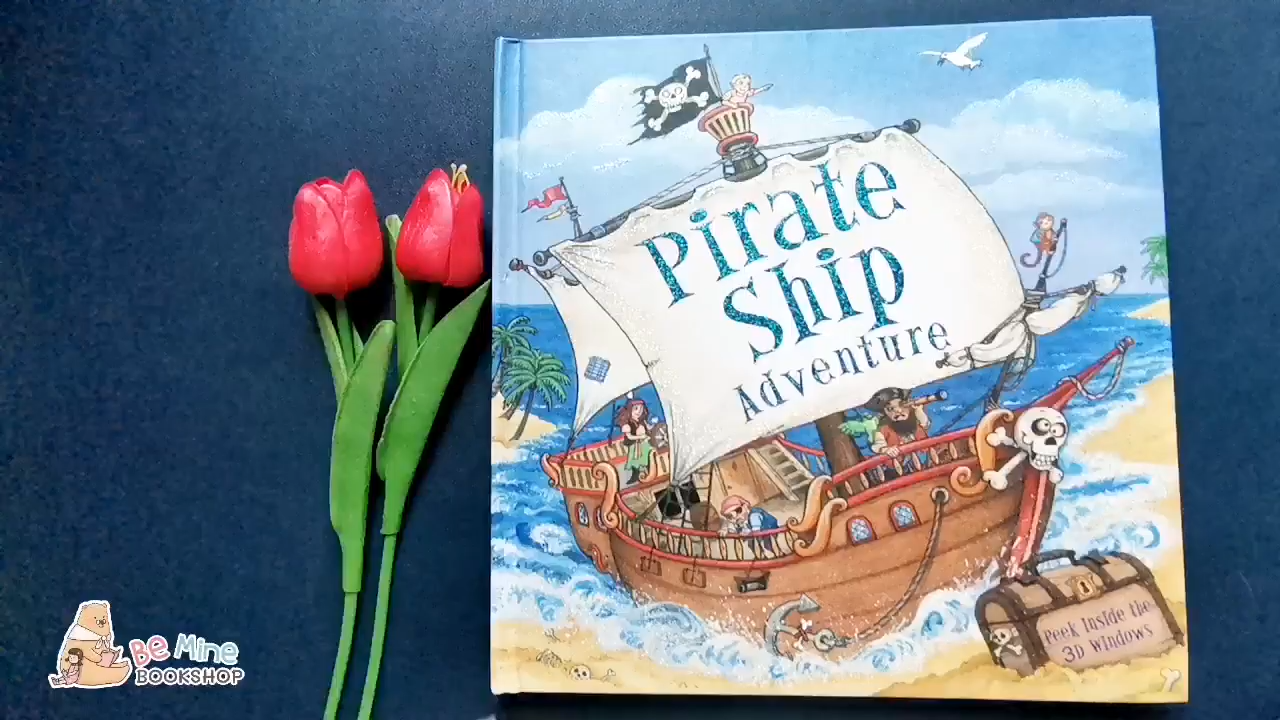 Pirate
Ship
Adventure
Peek Inside the
3D Windows
Be Mine
BOOKSHOP